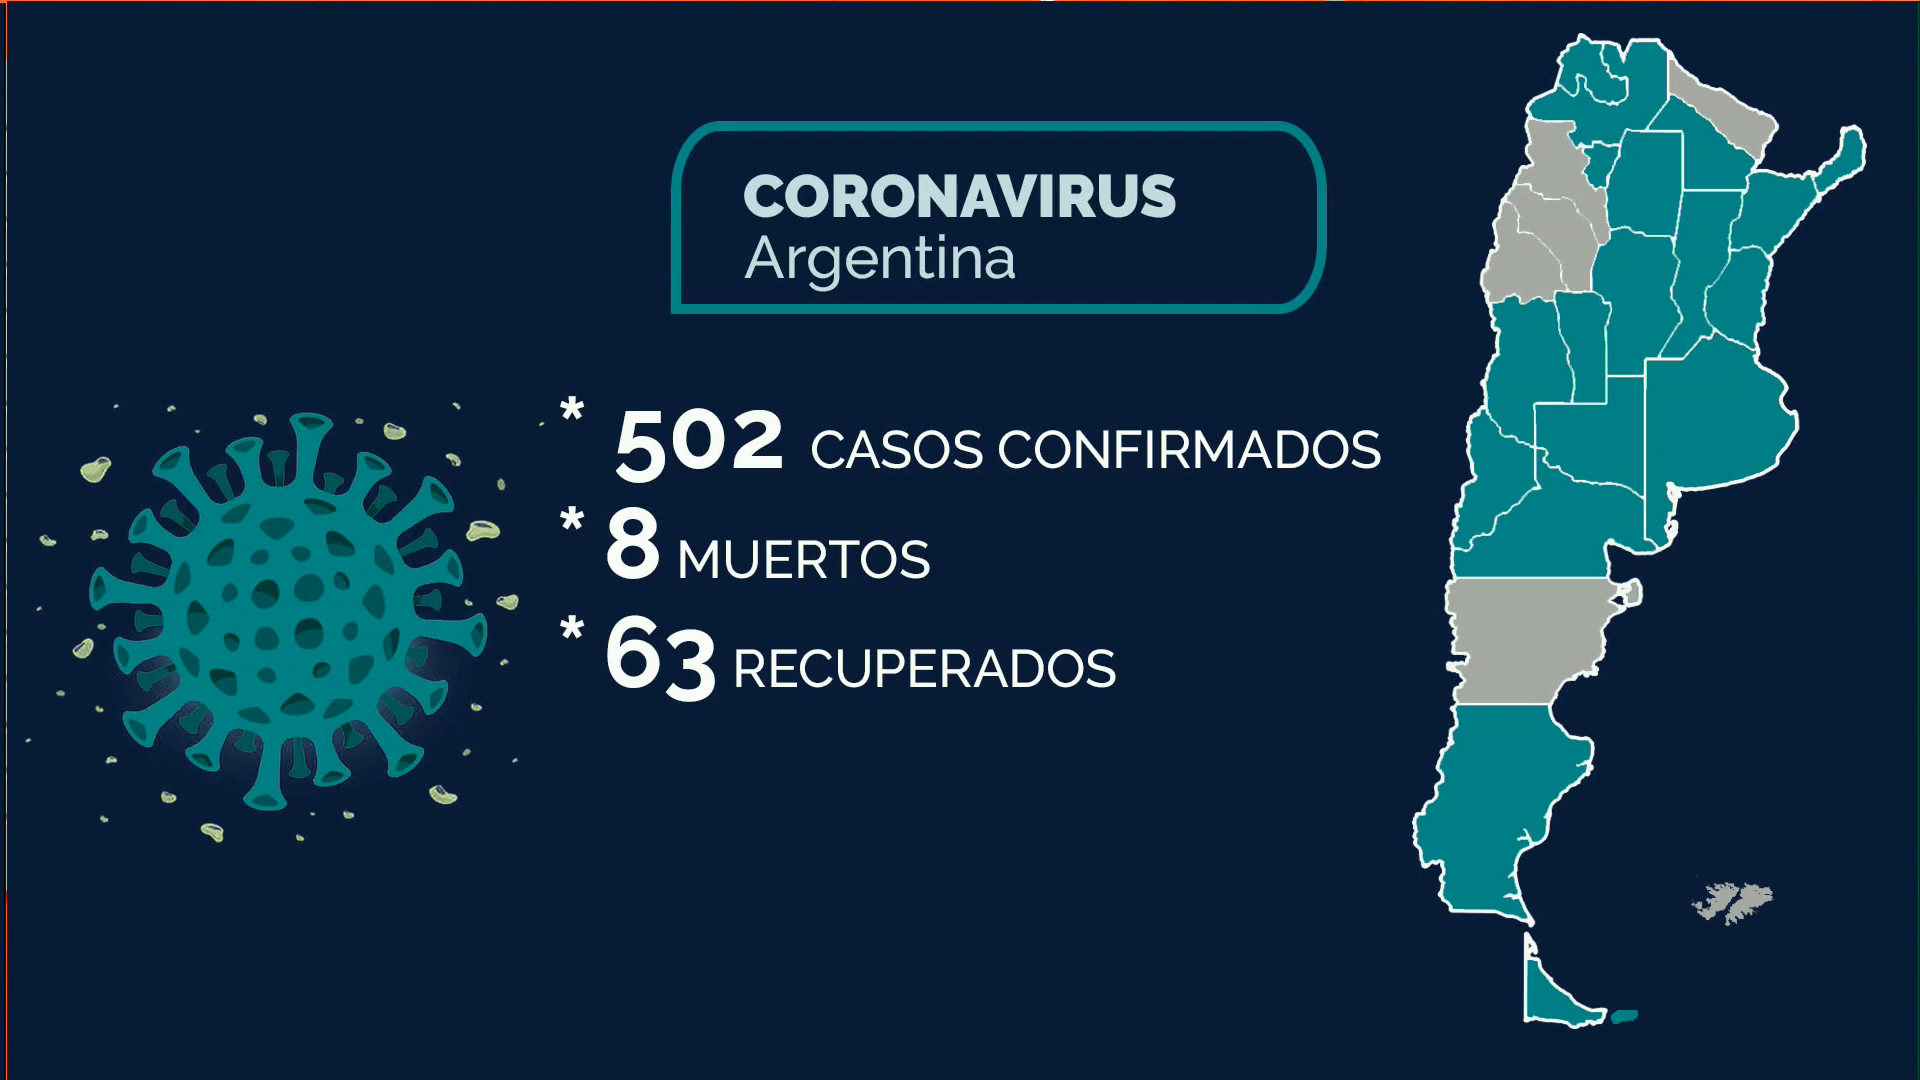 CORONAVIRUS
Argentina
* 502 CASOS CONFIRMADOS
* 8 MUERTOS
* 63 RECUPERADOS